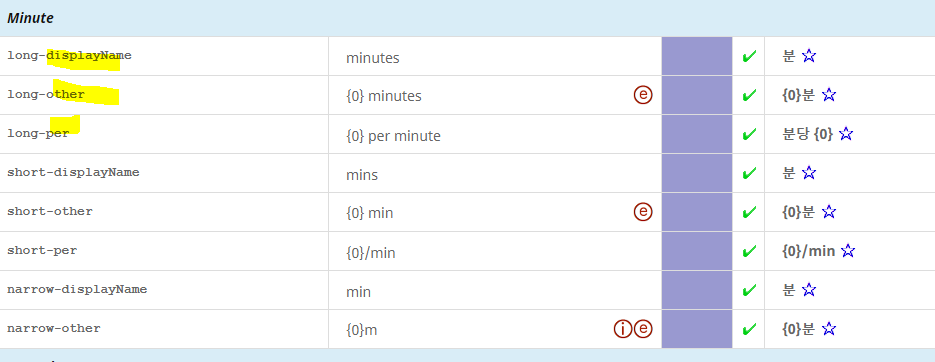 Minute
long-displayName minutes ✓ 분 ☆
long-other {0} minutes ⓔ ✓ {0}분 ☆
long-per {0} per minute ✓ 분당 {0} ☆
short-displayName mins ✓ 분 ☆
short-other {0} min ⓔ ✓ {0}분 ☆
short-per {0}/min ✓ {0}/min ☆
narrow-displayName min ✓ 분 ☆
narrow-other {0}m ⓘⓔ ✓ {0}분 ☆